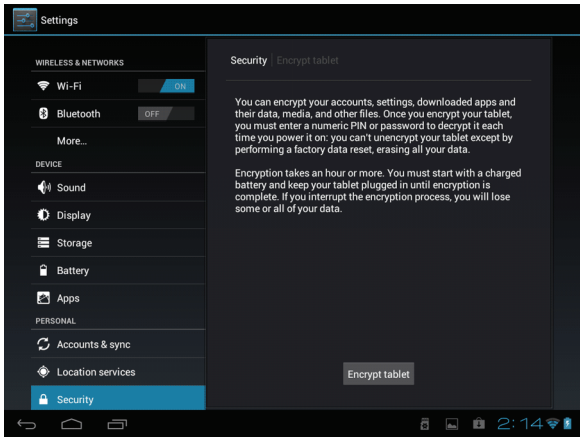 Settings
WIRELESS & NETWORKS
Wi-Fi ON
Bluetooth OFF
More...
DEVICE
Sound
Display
Storage
Battery
Apps
PERSONAL
Accounts & sync
Location services
Security
Security Encrypt tablet
You can encrypt your accounts, settings, downloaded apps and
their data, media, and other files. Once you encrypt your tablet,
you must enter a numeric PIN or password to decrypt it each
time you power it on: you can't unencrypt your tablet except by
performing a factory data reset, erasing all your data.
Encryption takes an hour or more. You must start with a charged
battery and keep your tablet plugged in until encryption is
complete. If you interrupt the encryption process, you will lose
some or all of your data.
Encrypt tablet
2:14